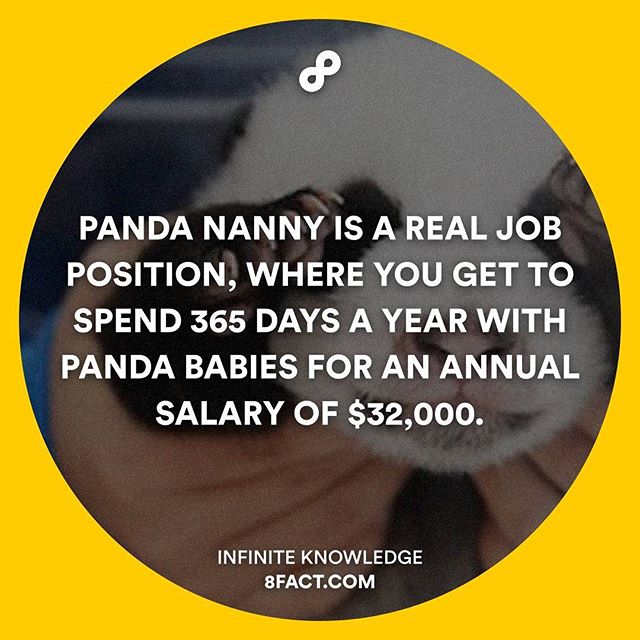 PANDA NANNY IS A REAL JOB
POSITION, WHERE YOU GET TO
SPEND 365 DAYS A YEAR WITH
PANDA BABIES FOR AN ANNUAL
SALARY OF $32,000.
INFINITE KNOWLEDGE
8FACT.COM